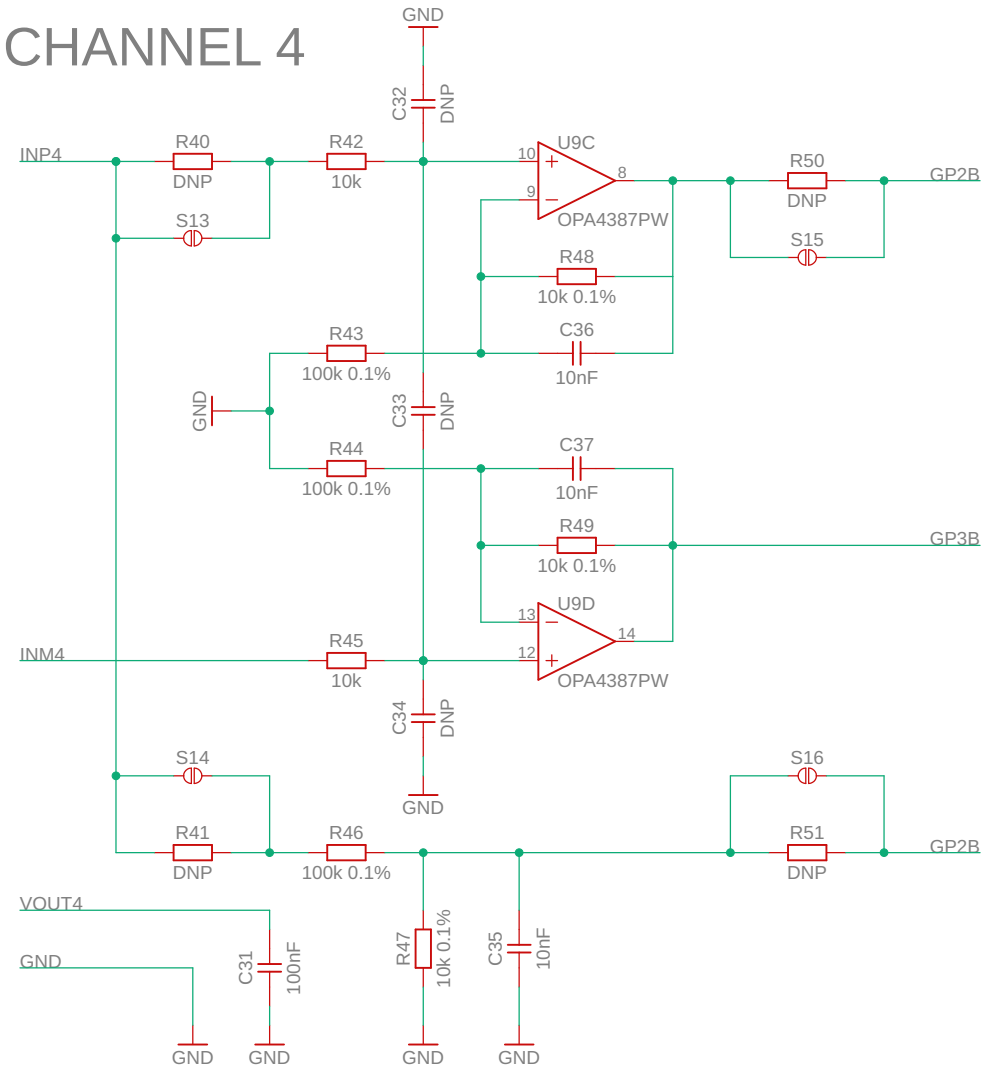 CHANNEL 4
GND
C32
DNP
INP4
R40
DNP
R42
10k
S13
10
9
8
U9C
OPA4387PW
R50
DNP
S15
GP2B
R48
10k 0.1%
C36
10nF
R43
100k 0.1%
GND
C33
DNP
R44
100k 0.1%
C37
10nF
R49
10k 0.1%
GP3B
U9D
13
12
14
OPA4387PW
INM4
R45
10k
C34
DNP
GND
S14
R41
DNP
R46
100k 0.1%
S16
R51
DNP
GP2B
VOUT4
GND
C31
100nF
R47
10k 0.1%
C35
10nF
GND
GND
GND
GND